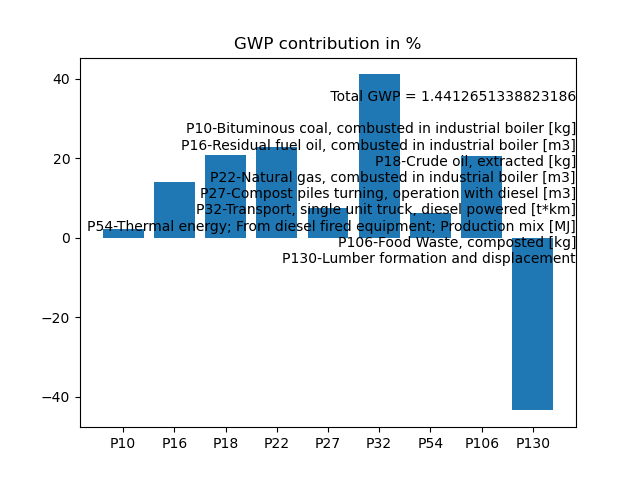 GWP contribution in %
40
20
0
−20
−40
Total GWP = 1.4412651338823186
P10-Bituminous coal, combusted in industrial boiler [kg]
P16-Residual fuel oil, combusted in industrial boiler [m3]
P18-Crude oil, extracted [kg]
P22-Natural gas, combusted in industrial boiler [m3]
P27-Compost piles turning, operation with diesel [m3]
P32-Transport, single unit truck, diesel powered [t*km]
P54-Thermal energy; From diesel fired equipment; Production mix [MJ]
P106-Food Waste, composted [kg]
P130-Lumber formation and displacement
P10 P16 P18 P22 P27 P32 P54 P106 P130